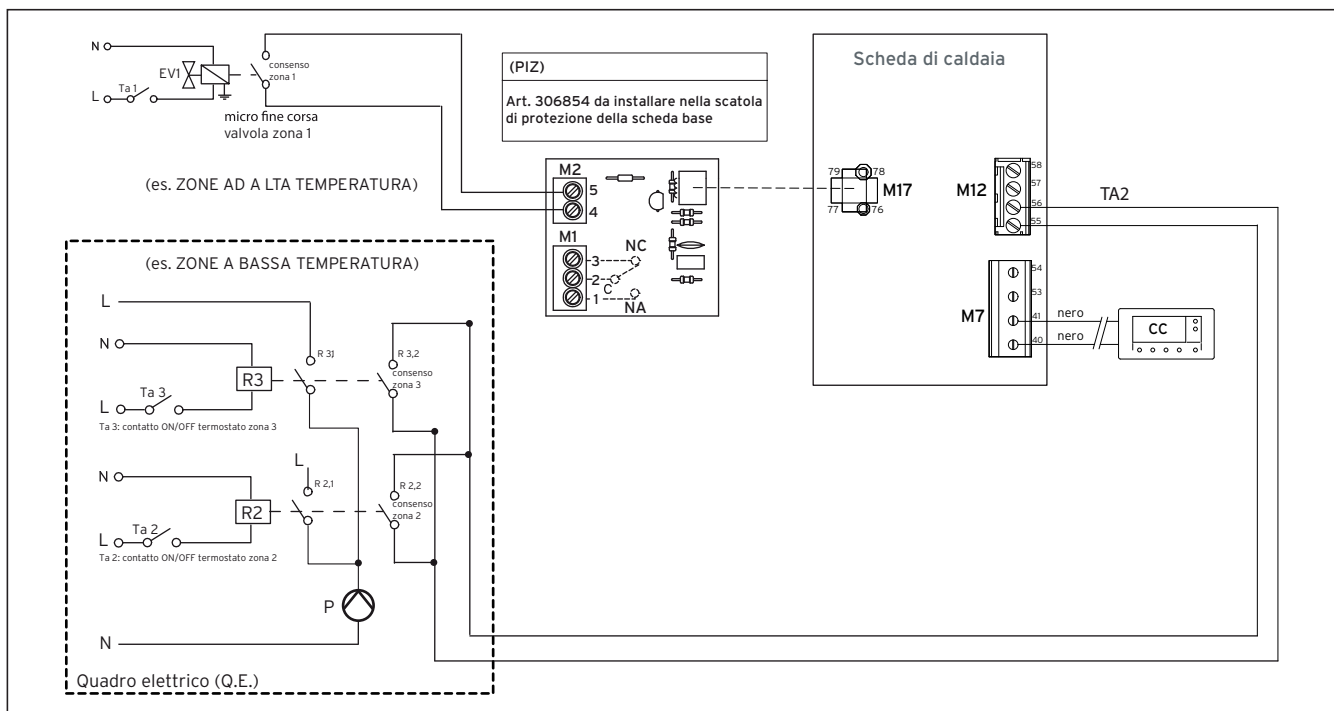 N
EV1
consenso
zona 1
L
Ta 1
micro fine corsa
valvola zona 1
(es. ZONE AD A LTA TEMPERATURA)
(PIZ)
Art. 306854 da installare nella scatola
di protezione della scheda base
M2
5
4
M1
3
2
1
NC
C
NA
Scheda di caldaia
79
78
M17
77
76
M12
58
57
56
55
TA2
M7
54
53
41
40
nero
nero
CC
(es. ZONE A BASSA TEMPERATURA)
L
N
R 3,1
R 3,2
consenso
zona 3
R3
Ta 3
L
Ta 3: contatto ON/OFF termostato zona 3
L
N
R 2,1
R 2,2
consenso
zona 2
R2
Ta 2
L
Ta 2: contatto ON/OFF termostato zona 2
P
N
Quadro elettrico (Q.E.)